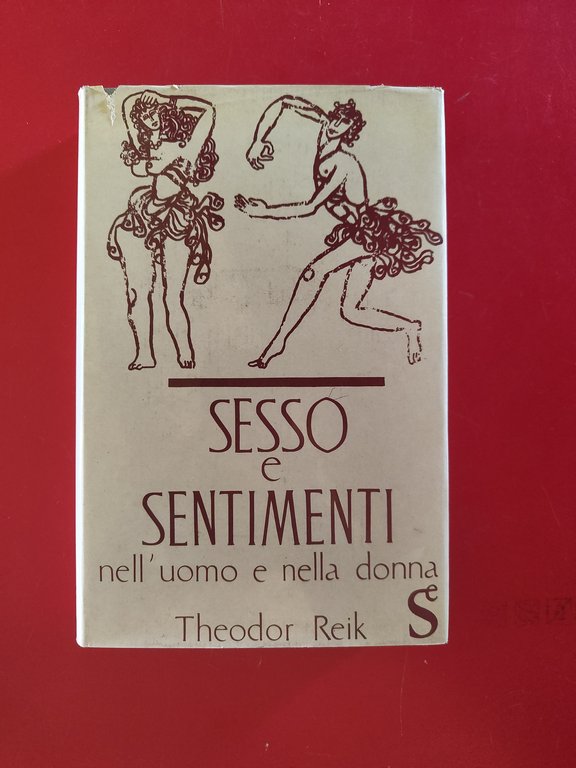 SESSO
e
SENTIMENTI
nell'uomo e nella donna
Theodor Reik
Se